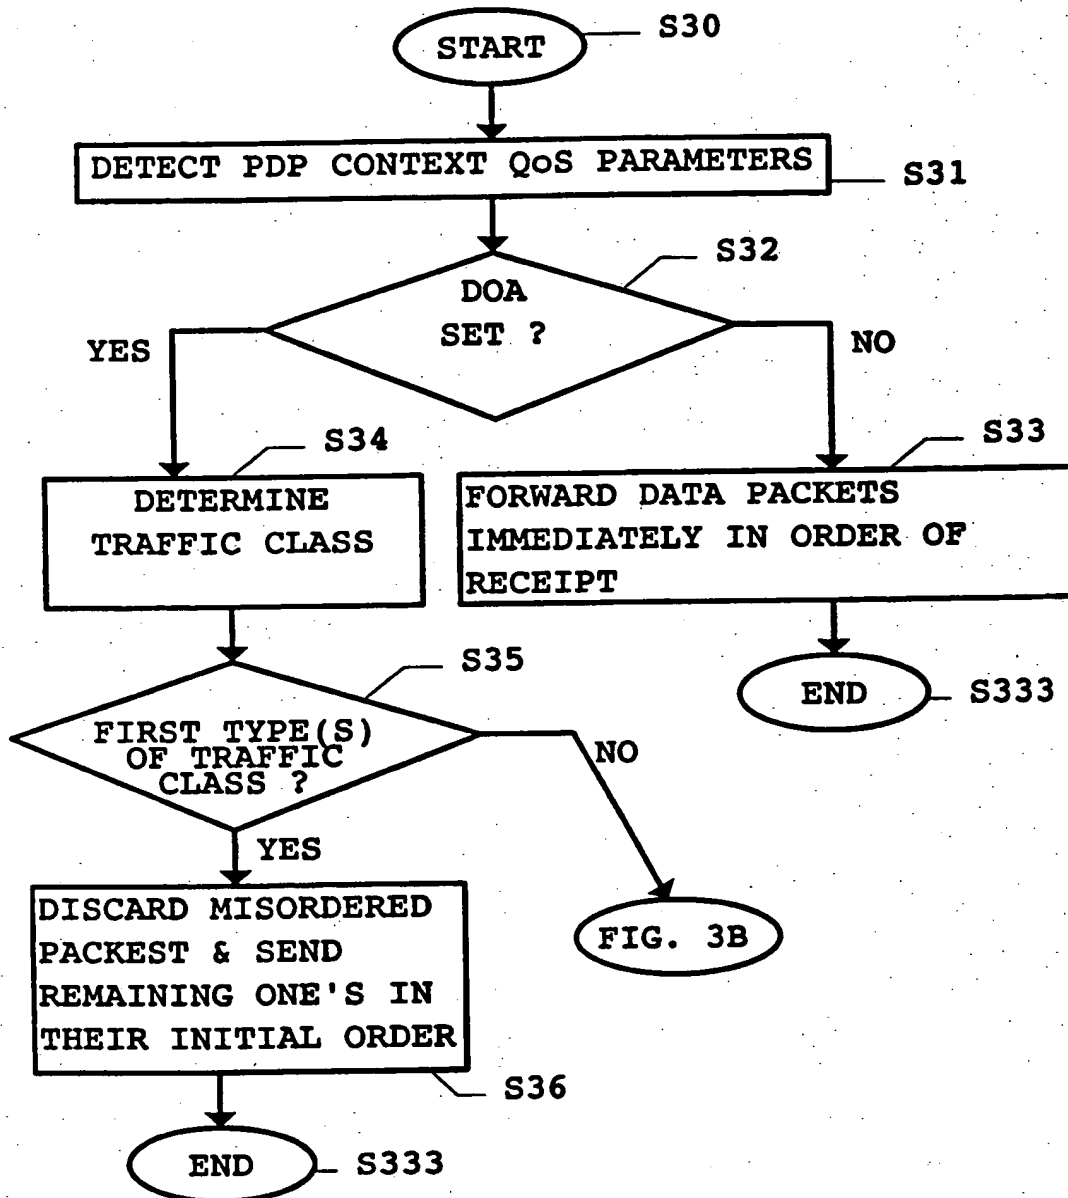 START
S30
DETECT PDP CONTEXT QoS PARAMETERS
S31
S32
DOA
SET ?
YES
NO
S34
S33
DETERMINE
TRAFFIC CLASS
FORWARD DATA PACKETS
IMMEDIATELY IN ORDER OF
RECEIPT
S35
END
S333
FIRST TYPE(S)
OF TRAFFIC
CLASS ?
NO
YES
DISCARD MISORDERED
PACKEST & SEND
REMAINING ONE'S IN
THEIR INITIAL ORDER
FIG. 3B
S36
END
S333